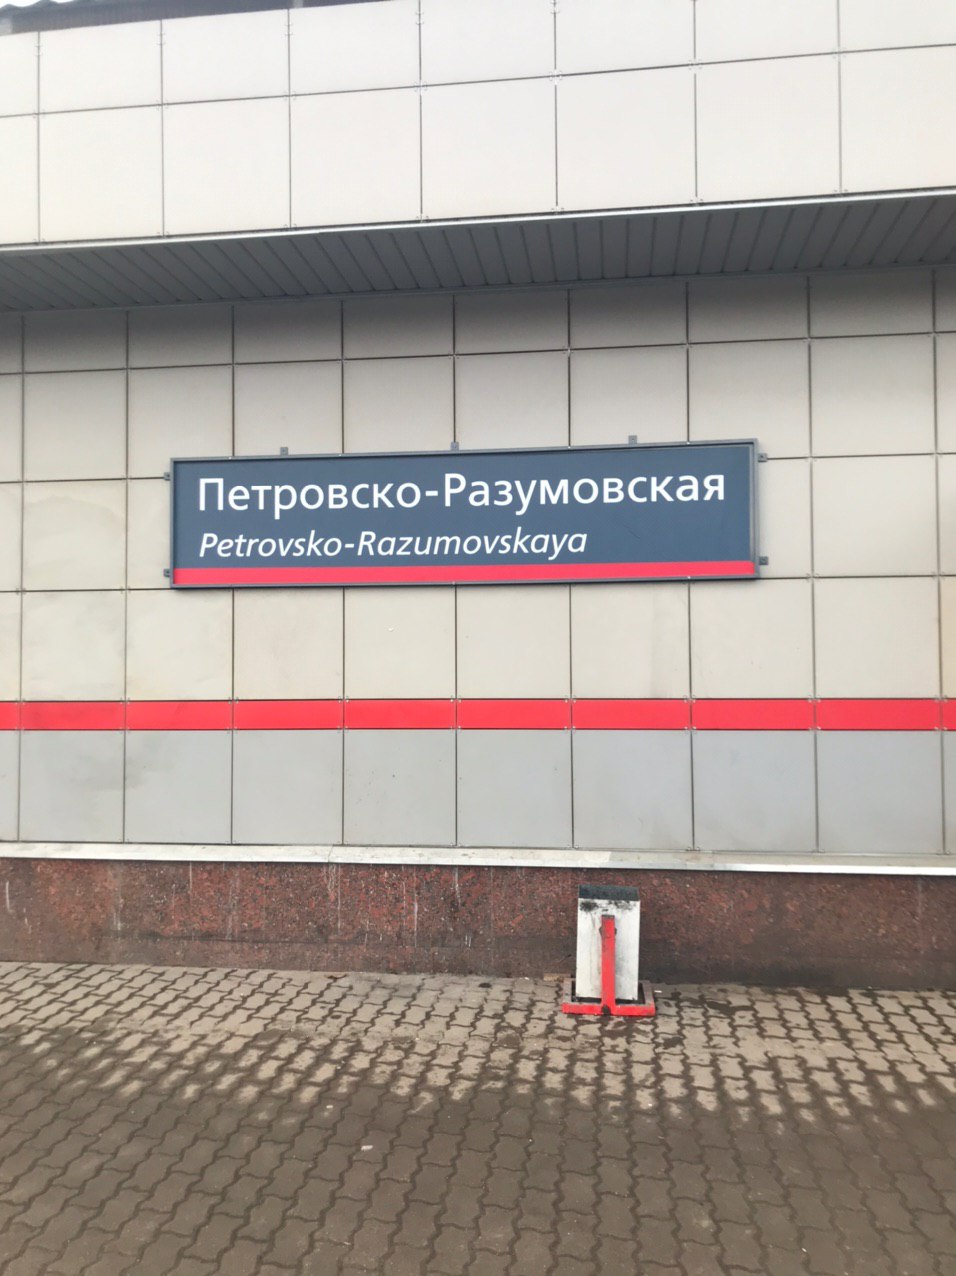 Петровско-Разумовская
Petrovsko-Razumovskaya